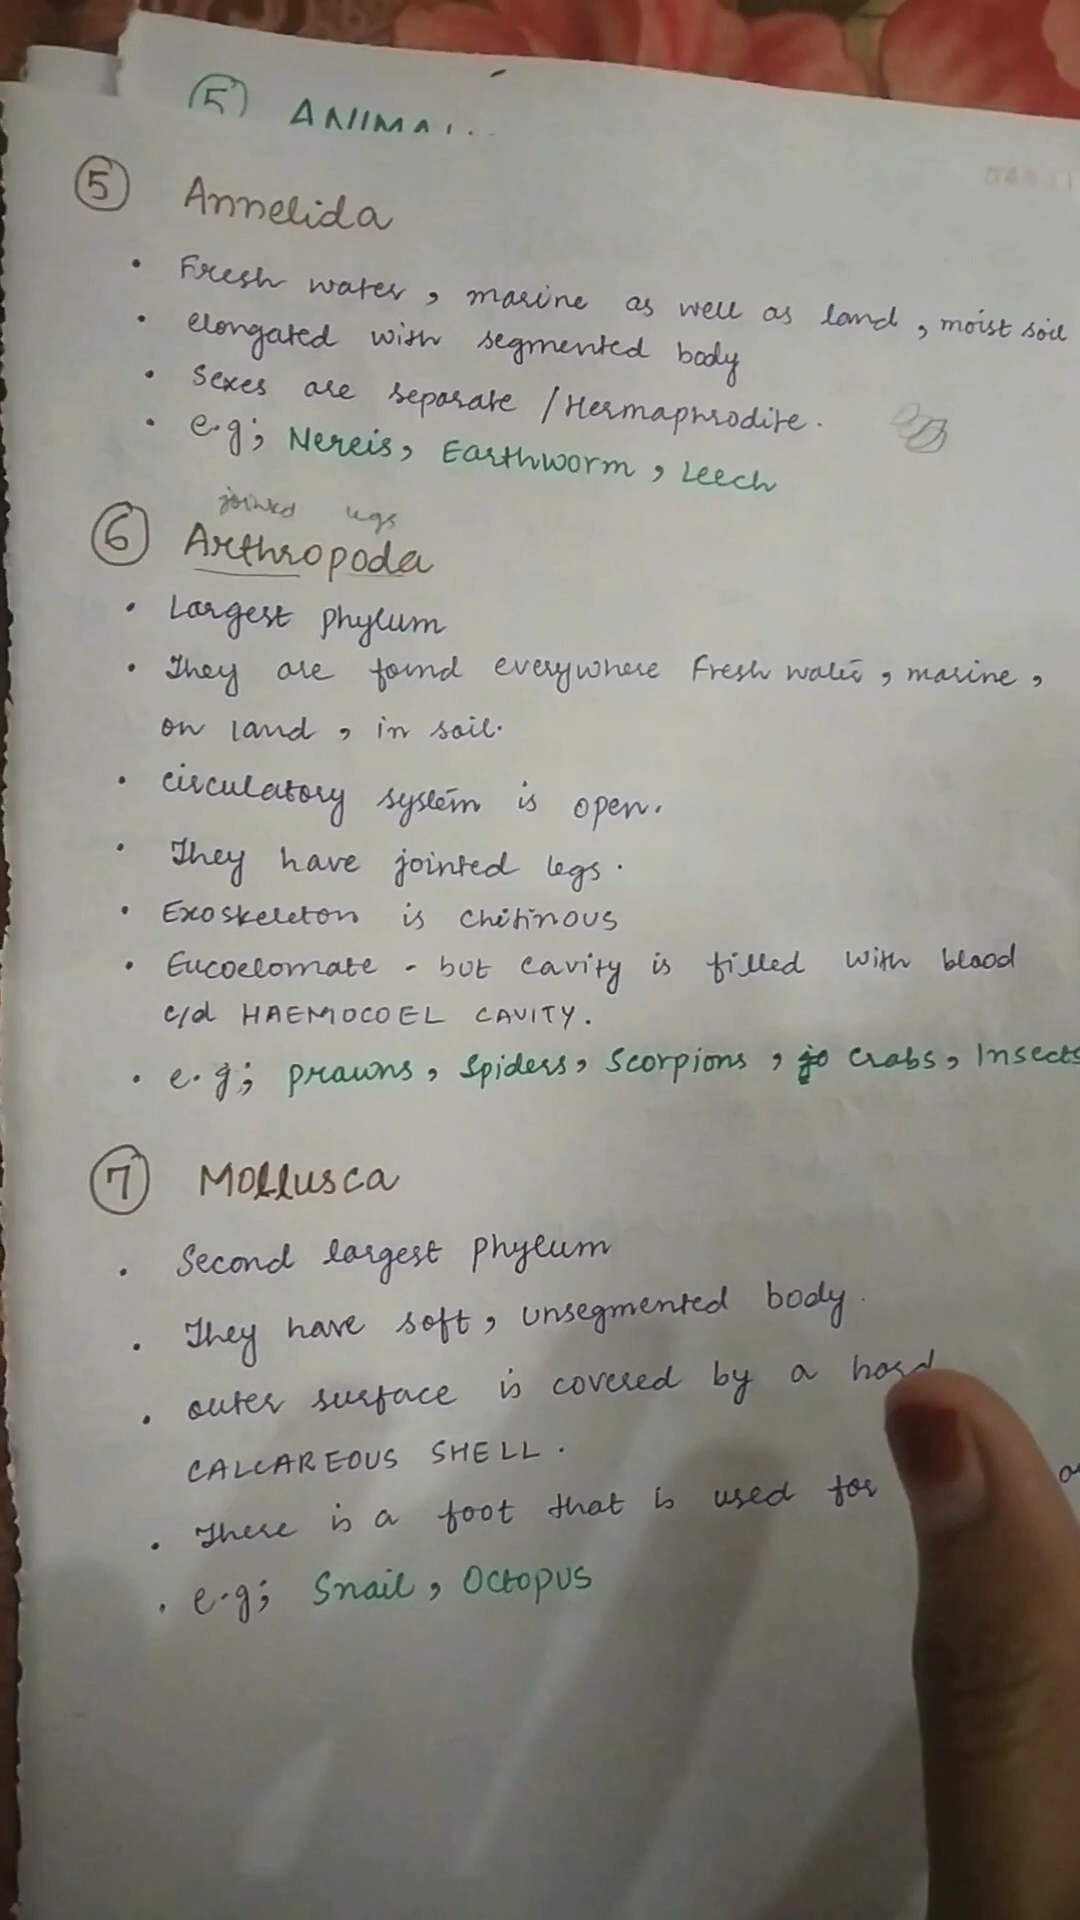 5 ANIMA
5 Annelida
• Fresh water, marine as well as land, moist soil
• elongated with segmented body
• Sexes are separate / Hermaphrodite.
• e.g; Nereis, Earthworm, Leech
joined legs
6 Arthropoda
• Largest phylum
• They are found everywhere Fresh water, marine,
on land, in soil.
• circulatory system is open.
• They have jointed legs.
• Exoskeleton is chitinous
• Eucoelomate - but cavity is filled with blood
c/d HAEMOCOEL CAVITY.
• e.g; prawns, Spiders, Scorpions, crabs, Insects
7 Mollusca
• Second largest phylum
• They have soft, unsegmented body.
• outer surface is covered by a hard
CALCAREOUS SHELL.
• There is a foot that is used for
• e.g; Snail, Octopus